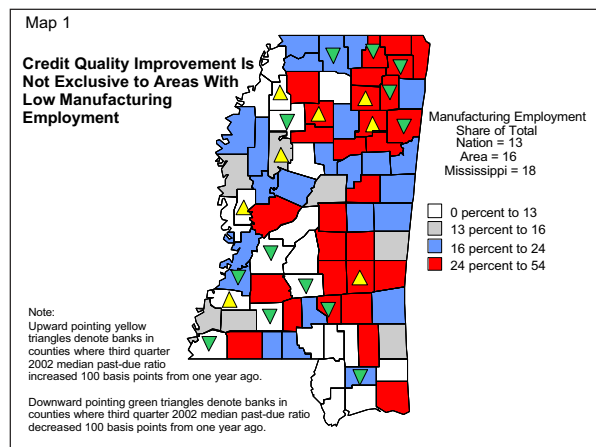 Map 1
Credit Quality Improvement Is
Not Exclusive to Areas With
Low Manufacturing
Employment
Manufacturing Employment
Share of Total
Nation = 13
Area = 16
Mississippi = 18
0 percent to 13
13 percent to 16
16 percent to 24
24 percent to 54
Note:
Upward pointing yellow
triangles denote banks in
counties where third quarter
2002 median past-due ratio
increased 100 basis points from one year ago.
Downward pointing green triangles denote banks in
counties where third quarter 2002 median past-due ratio
decreased 100 basis points from one year ago.